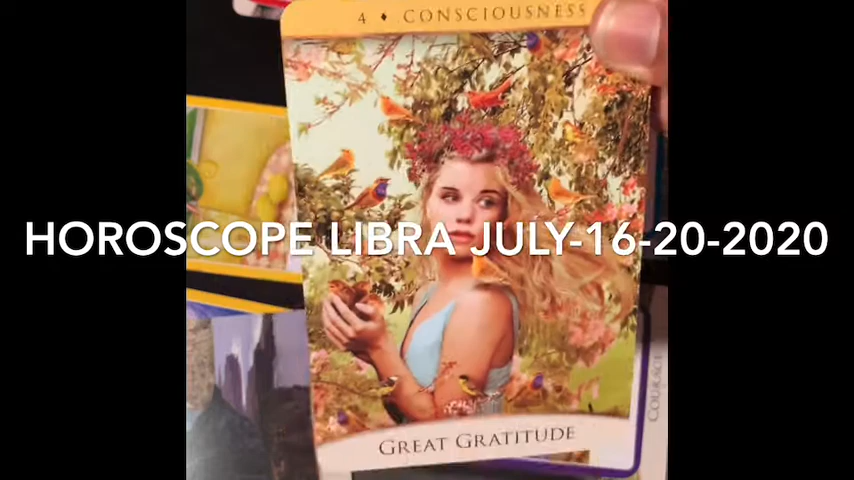 4 ♦ CONSCIOUSNESS
HOROSCOPE LIBRA JULY-16-20-2020
COURAGE
GREAT GRATITUDE